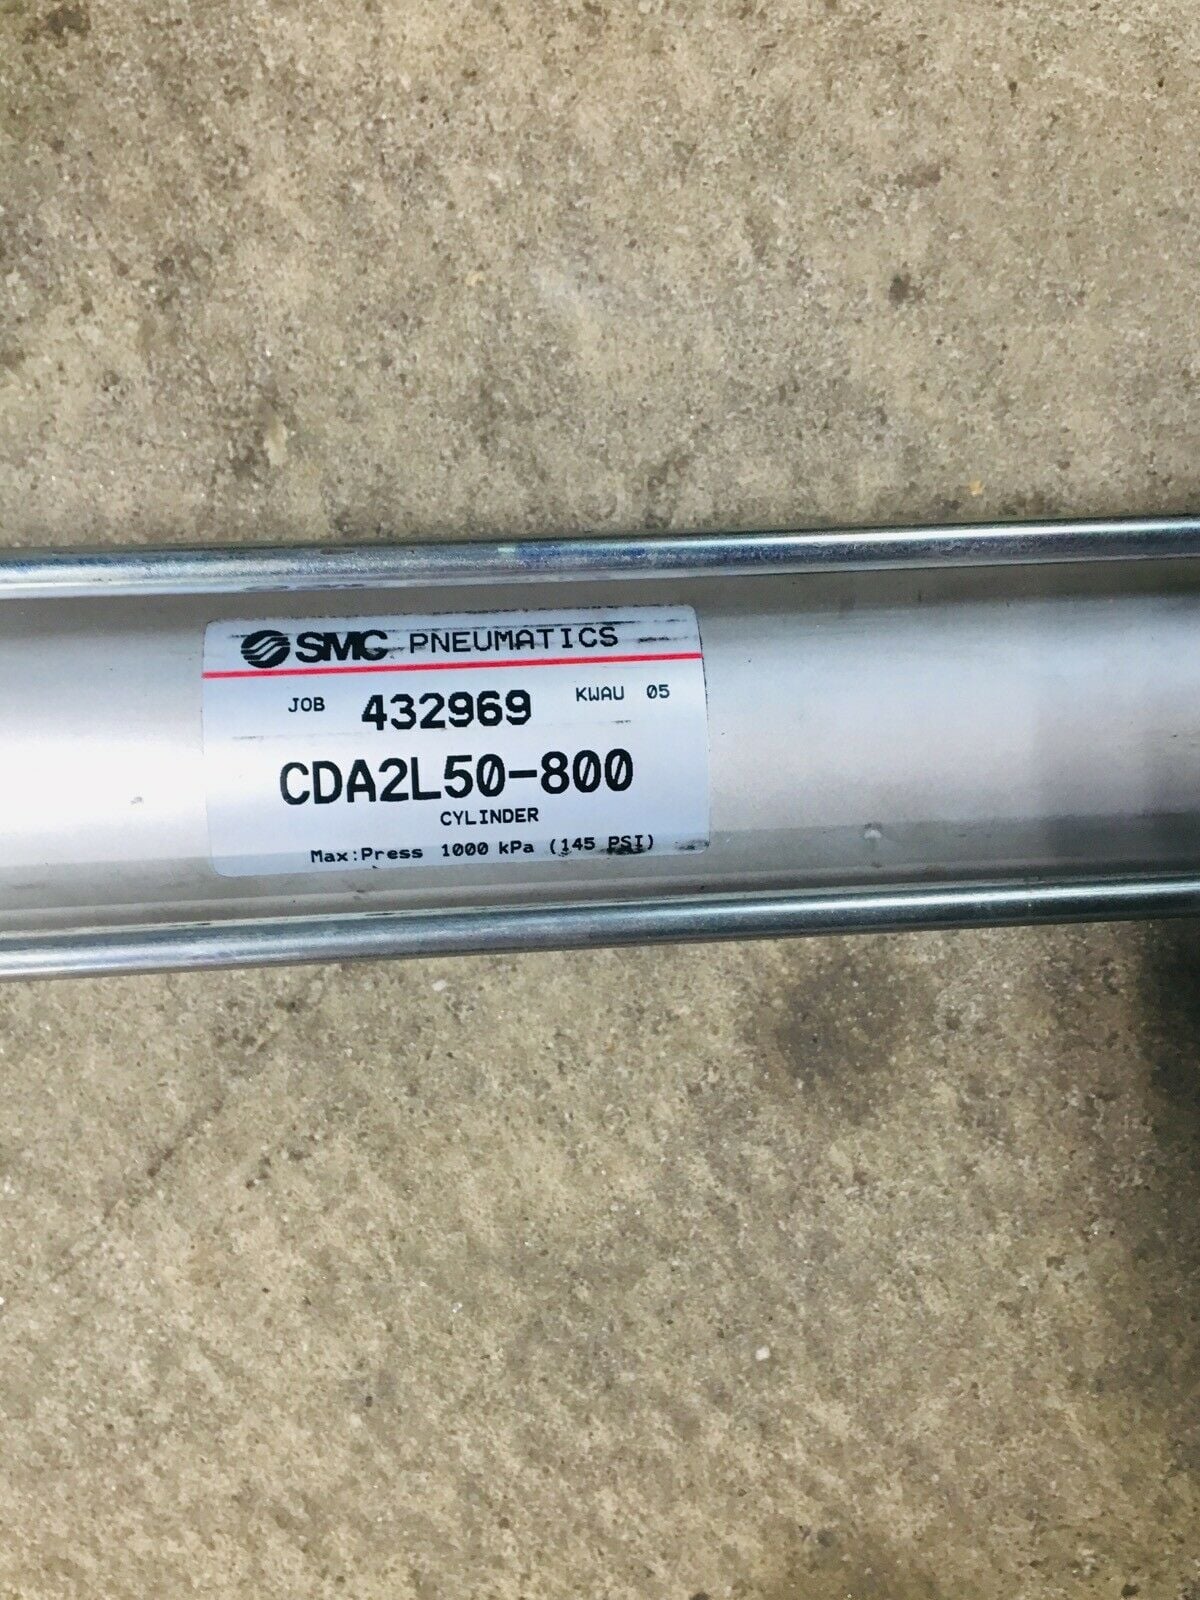 SMC PNEUMATICS
JOB 432969 KWAU 05
CDA2L50-800
CYLINDER
Max:Press 1000 kPa (145 PSI)